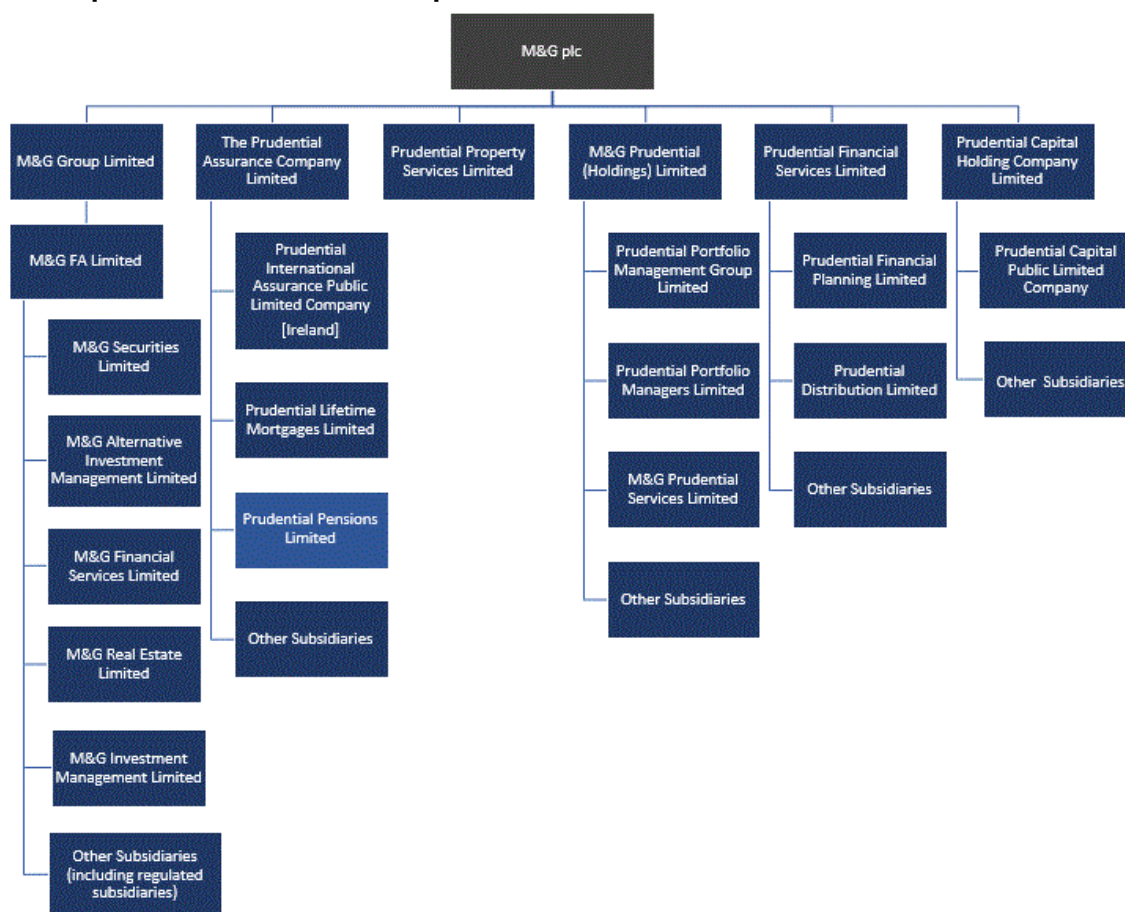 M&G plc
M&G Group Limited
The Prudential
Assurance Company
Limited
Prudential Property
Services Limited
M&G Prudential
(Holdings) Limited
Prudential Financial
Services Limited
Prudential Capital
Holding Company
Limited
M&G FA Limited
M&G Securities
Limited
M&G Alternative
Investment
Management Limited
M&G Financial
Services Limited
M&G Real Estate
Limited
M&G Investment
Management Limited
Other Subsidiaries
(including regulated
subsidiaries)
Prudential
International
Assurance Public
Limited Company
[Ireland]
Prudential Lifetime
Mortgages Limited
Prudential Pensions
Limited
Other Subsidiaries
Prudential Portfolio
Management Group
Limited
Prudential Portfolio
Managers Limited
M&G Prudential
Services Limited
Other Subsidiaries
Prudential Financial
Planning Limited
Prudential
Distribution Limited
Other Subsidiaries
Prudential Capital
Public Limited
Company
Other Subsidiaries